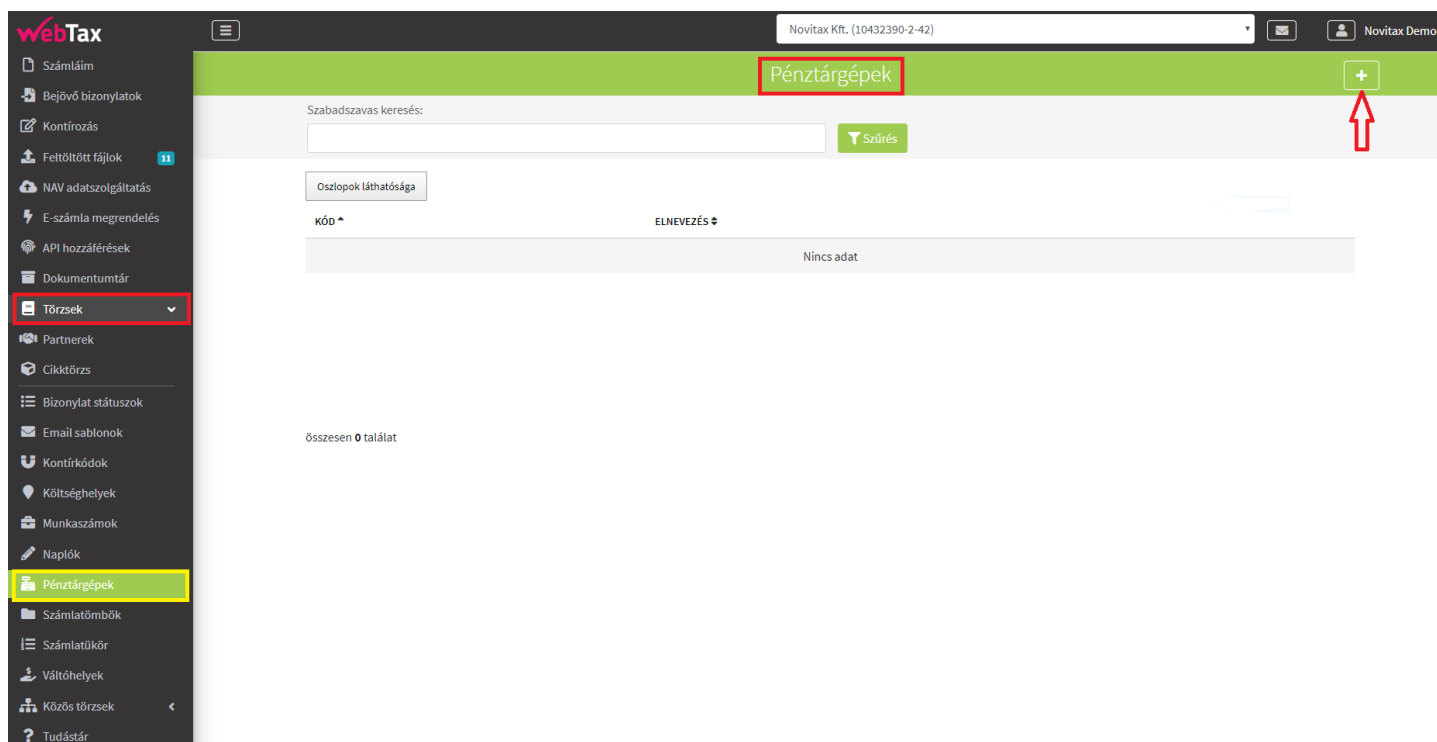 webTax
Novitax Kft. (10432390-2-42)
Novitax Demo
Számláim
Bejövő bizonylatok
Kontírozás
Feltöltött fájlok 11
NAV adatszolgáltatás
E-számla megrendelés
API hozzáférések
Dokumentumtár
Törzsek
Partnerek
Cikktörzs
Bizonylat státuszok
Email sablonok
Kontírkódok
Költséghelyek
Munkaszámok
Naplók
Pénztárgépek
Számlatömbök
Számlatükör
Váltóhelyek
Közös törzsek
? Tudástár
Pénztárgépek
+
Szabadszavas keresés:
Szűrés
Oszlopok láthatósága
KÓD
ELNEVEZÉS
Nincs adat
összesen 0 találat